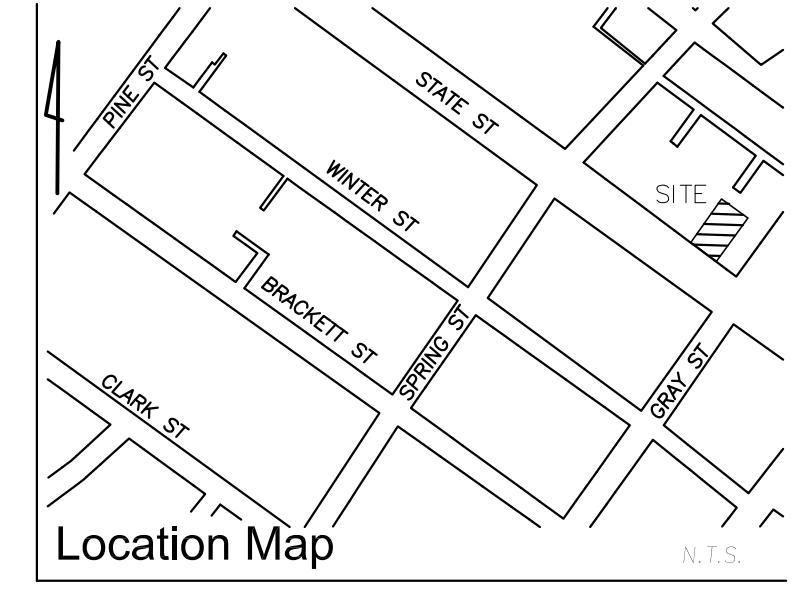 PINE ST
STATE ST
WINTER ST
SITE
BRACKETT ST
SPRING ST
GRAY ST
CLARK ST
Location Map
N.T.S.